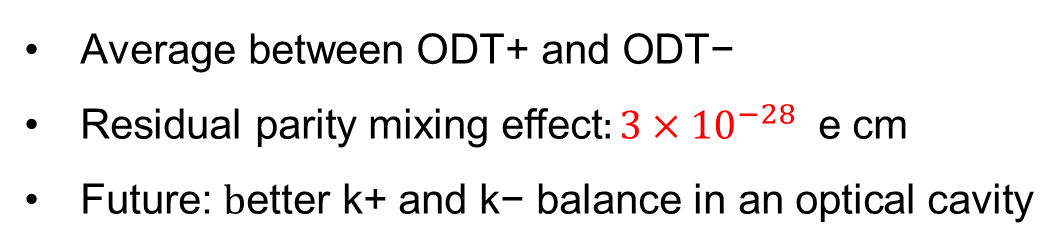 • Average between ODT+ and ODT−
• Residual parity mixing effect: 3 × 10⁻²⁸ e cm
• Future: better k+ and k− balance in an optical cavity